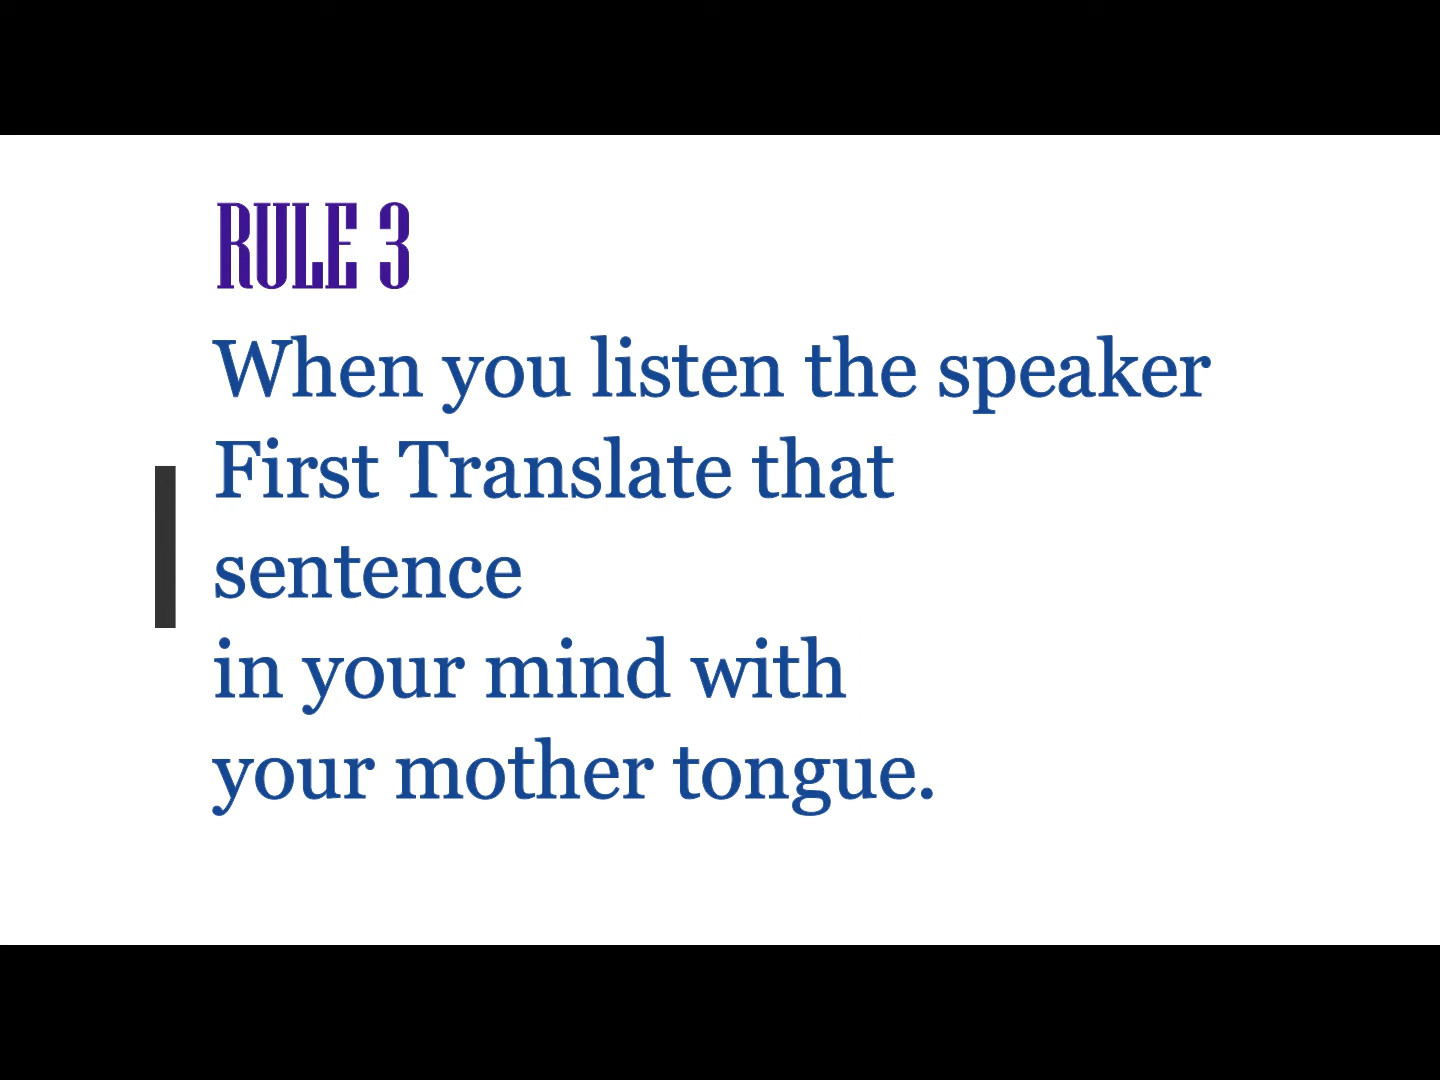 RULE 3
When you listen the speaker
First Translate that
sentence
in your mind with
your mother tongue.